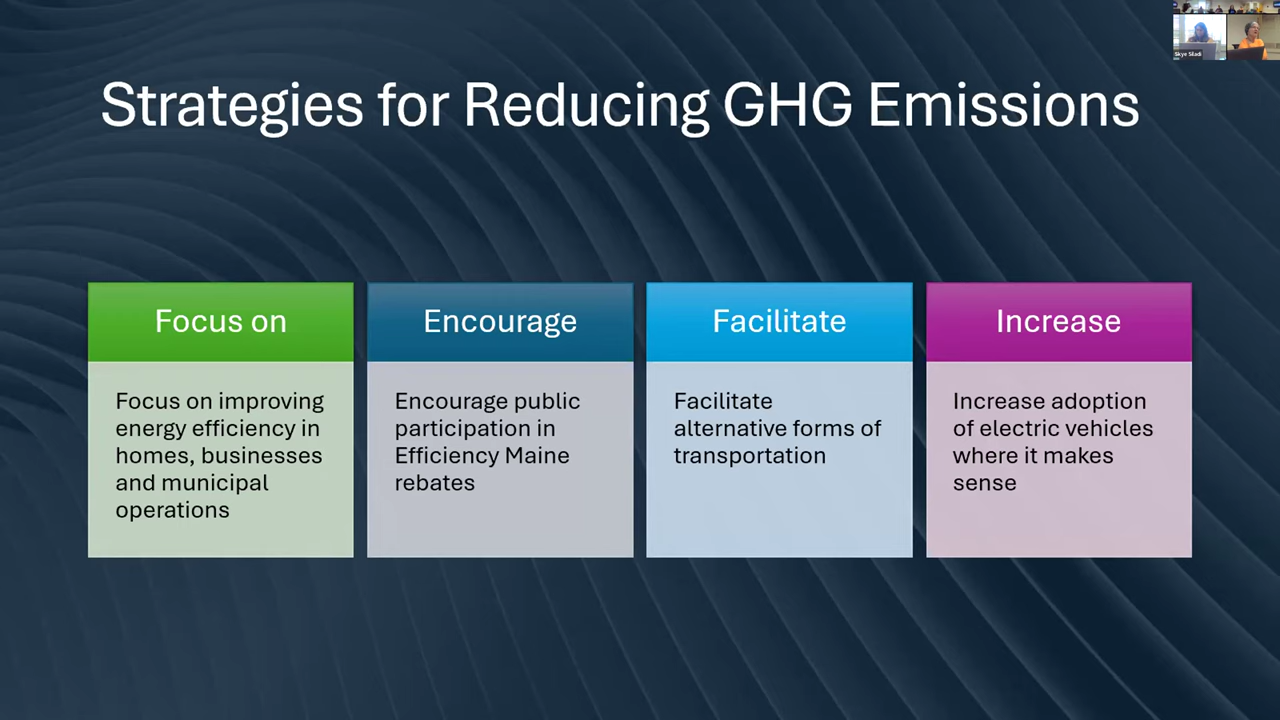 Strategies for Reducing GHG Emissions
Focus on
Focus on improving
energy efficiency in
homes, businesses
and municipal
operations
Encourage
Encourage public
participation in
Efficiency Maine
rebates
Facilitate
Facilitate
alternative forms of
transportation
Increase
Increase adoption
of electric vehicles
where it makes
sense